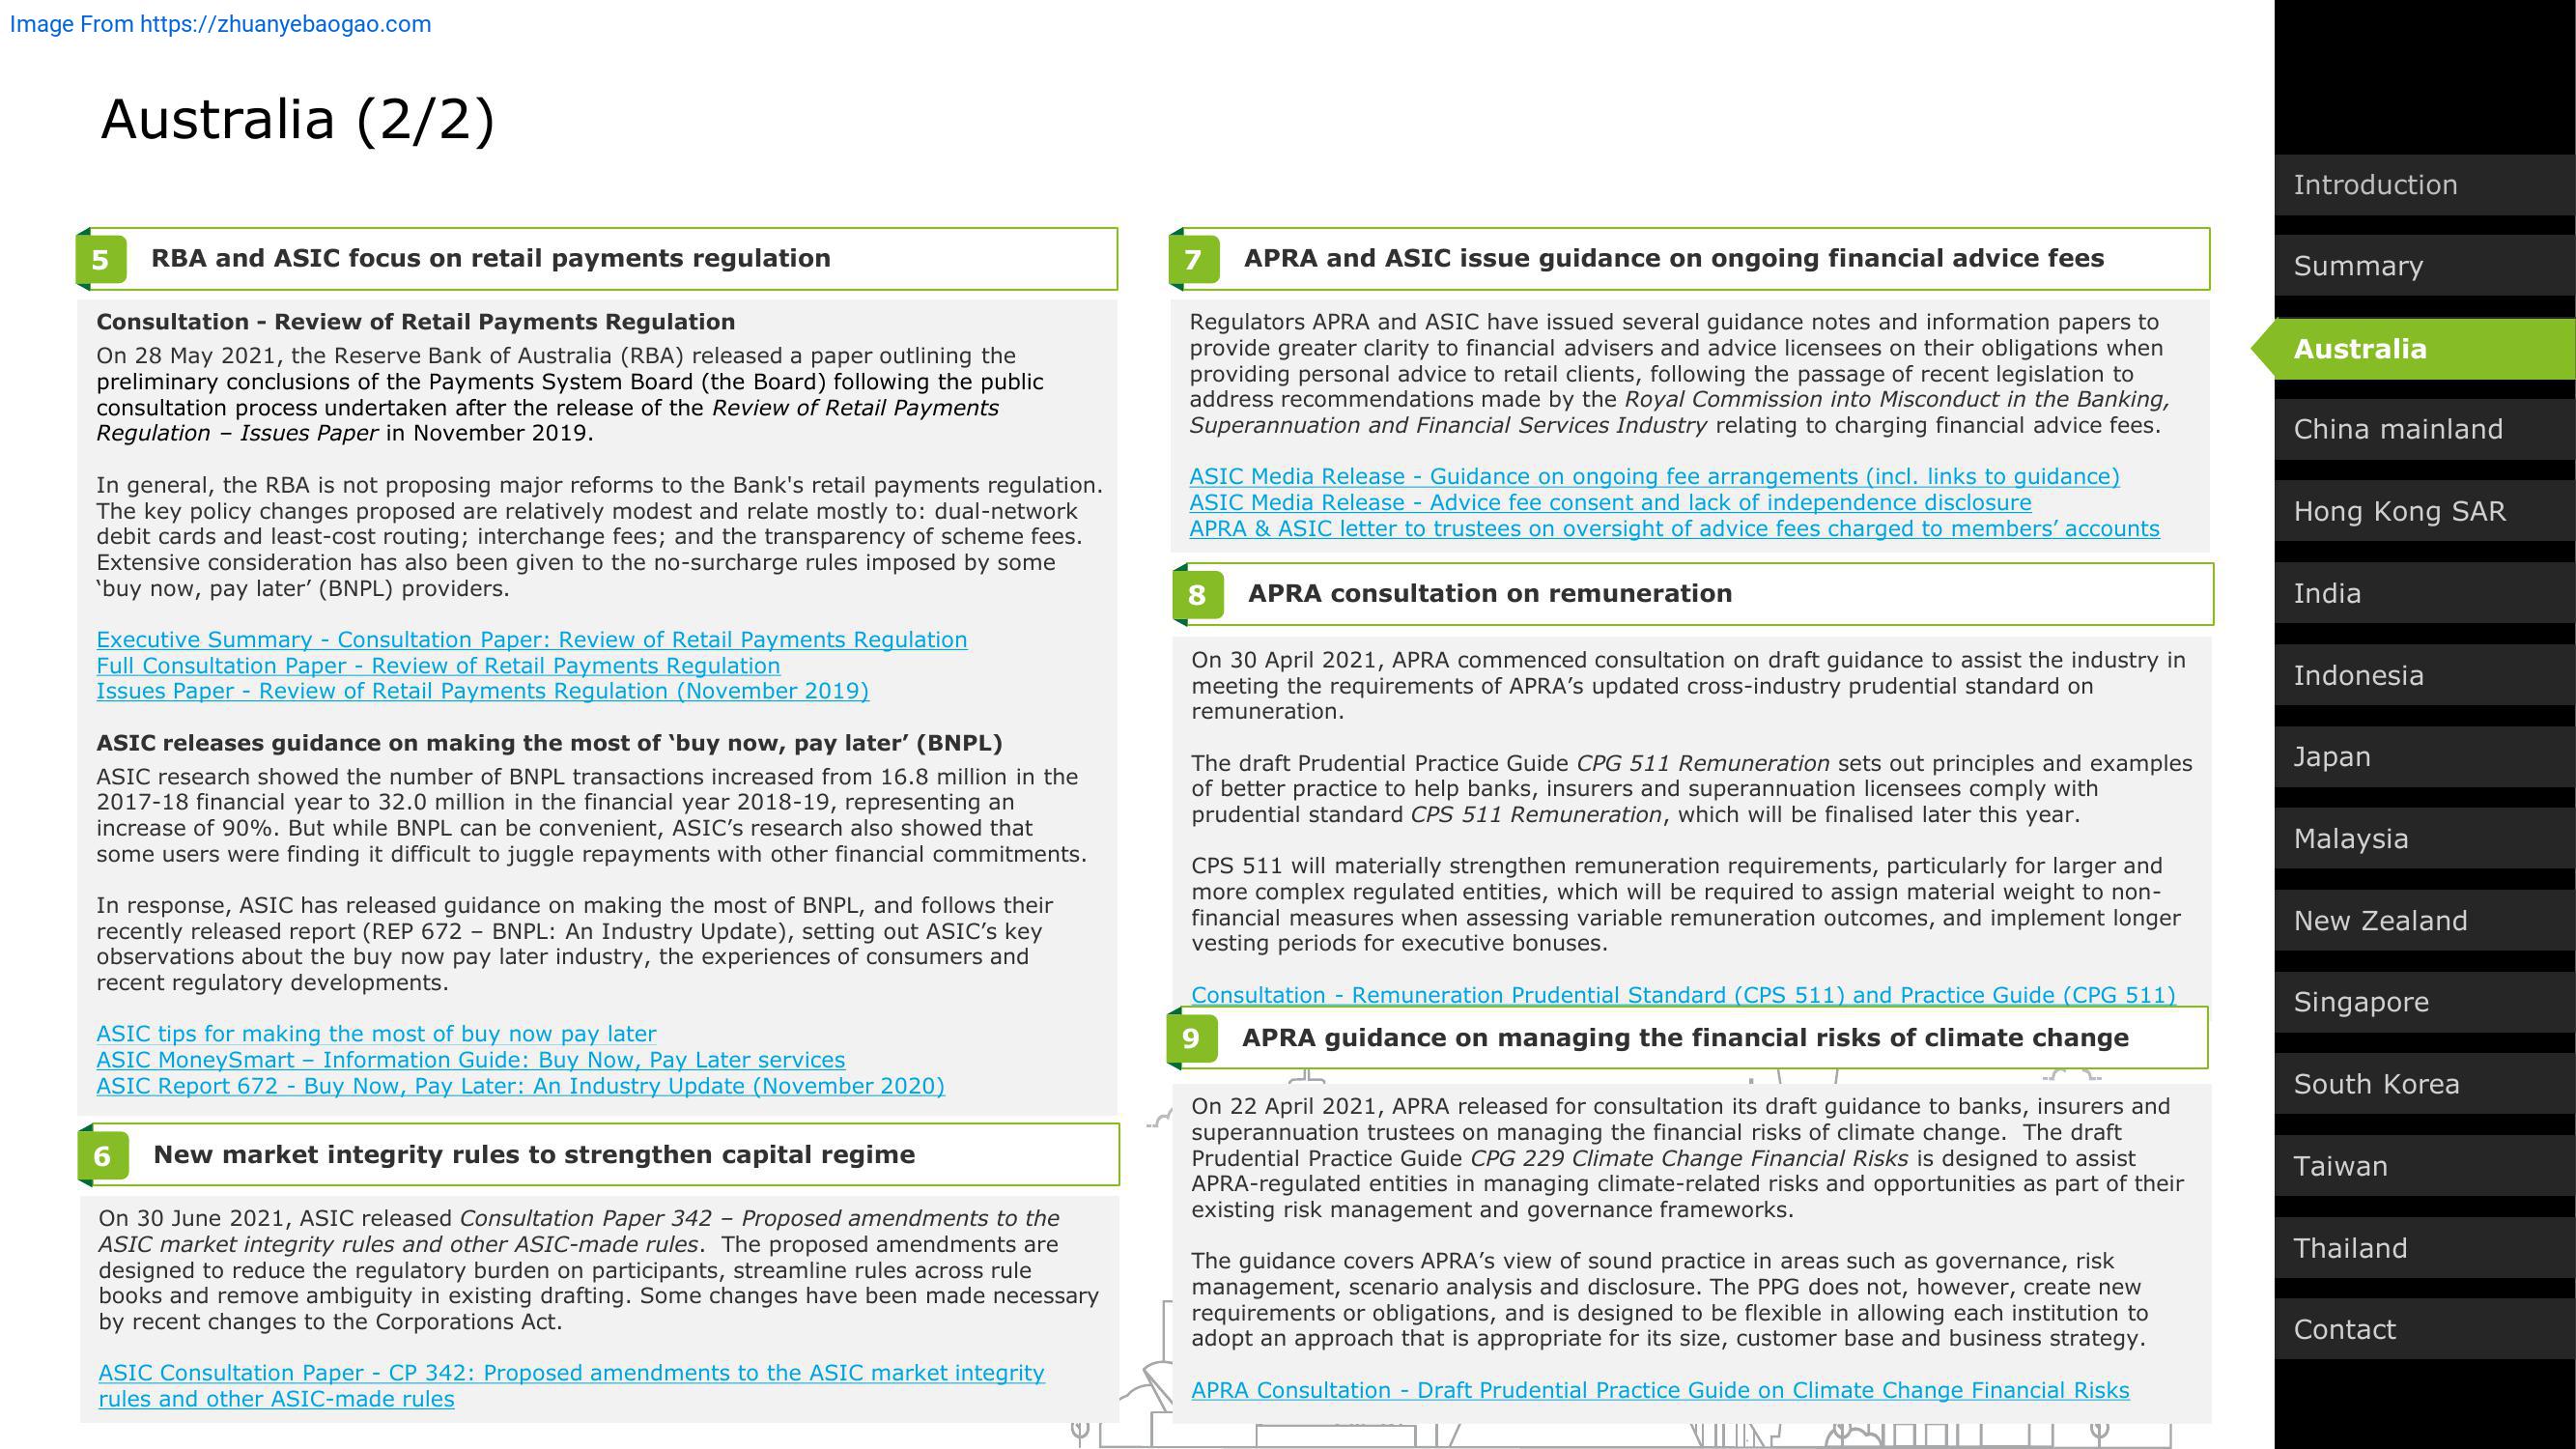 Image From https://zhuanyebaogao.com
Australia (2/2)
5 RBA and ASIC focus on retail payments regulation
Consultation - Review of Retail Payments Regulation
On 28 May 2021, the Reserve Bank of Australia (RBA) released a paper outlining the
preliminary conclusions of the Payments System Board (the Board) following the public
consultation process undertaken after the release of the Review of Retail Payments
Regulation – Issues Paper in November 2019.
In general, the RBA is not proposing major reforms to the Bank's retail payments regulation.
The key policy changes proposed are relatively modest and relate mostly to: dual-network
debit cards and least-cost routing; interchange fees; and the transparency of scheme fees.
Extensive consideration has also been given to the no-surcharge rules imposed by some
‘buy now, pay later’ (BNPL) providers.
Executive Summary - Consultation Paper: Review of Retail Payments Regulation
Full Consultation Paper - Review of Retail Payments Regulation
Issues Paper - Review of Retail Payments Regulation (November 2019)
ASIC releases guidance on making the most of ‘buy now, pay later’ (BNPL)
ASIC research showed the number of BNPL transactions increased from 16.8 million in the
2017-18 financial year to 32.0 million in the financial year 2018-19, representing an
increase of 90%. But while BNPL can be convenient, ASIC’s research also showed that
some users were finding it difficult to juggle repayments with other financial commitments.
In response, ASIC has released guidance on making the most of BNPL, and follows their
recently released report (REP 672 – BNPL: An Industry Update), setting out ASIC’s key
observations about the buy now pay later industry, the experiences of consumers and
recent regulatory developments.
ASIC tips for making the most of buy now pay later
ASIC MoneySmart – Information Guide: Buy Now, Pay Later services
ASIC Report 672 - Buy Now, Pay Later: An Industry Update (November 2020)
6 New market integrity rules to strengthen capital regime
On 30 June 2021, ASIC released Consultation Paper 342 – Proposed amendments to the
ASIC market integrity rules and other ASIC-made rules. The proposed amendments are
designed to reduce the regulatory burden on participants, streamline rules across rule
books and remove ambiguity in existing drafting. Some changes have been made necessary
by recent changes to the Corporations Act.
ASIC Consultation Paper - CP 342: Proposed amendments to the ASIC market integrity
rules and other ASIC-made rules
7 APRA and ASIC issue guidance on ongoing financial advice fees
Regulators APRA and ASIC have issued several guidance notes and information papers to
provide greater clarity to financial advisers and advice licensees on their obligations when
providing personal advice to retail clients, following the passage of recent legislation to
address recommendations made by the Royal Commission into Misconduct in the Banking,
Superannuation and Financial Services Industry relating to charging financial advice fees.
ASIC Media Release - Guidance on ongoing fee arrangements (incl. links to guidance)
ASIC Media Release - Advice fee consent and lack of independence disclosure
APRA & ASIC letter to trustees on oversight of advice fees charged to members’ accounts
8 APRA consultation on remuneration
On 30 April 2021, APRA commenced consultation on draft guidance to assist the industry in
meeting the requirements of APRA’s updated cross-industry prudential standard on
remuneration.
The draft Prudential Practice Guide CPG 511 Remuneration sets out principles and examples
of better practice to help banks, insurers and superannuation licensees comply with
prudential standard CPS 511 Remuneration, which will be finalised later this year.
CPS 511 will materially strengthen remuneration requirements, particularly for larger and
more complex regulated entities, which will be required to assign material weight to non-
financial measures when assessing variable remuneration outcomes, and implement longer
vesting periods for executive bonuses.
Consultation - Remuneration Prudential Standard (CPS 511) and Practice Guide (CPG 511)
9 APRA guidance on managing the financial risks of climate change
On 22 April 2021, APRA released for consultation its draft guidance to banks, insurers and
superannuation trustees on managing the financial risks of climate change. The draft
Prudential Practice Guide CPG 229 Climate Change Financial Risks is designed to assist
APRA-regulated entities in managing climate-related risks and opportunities as part of their
existing risk management and governance frameworks.
The guidance covers APRA’s view of sound practice in areas such as governance, risk
management, scenario analysis and disclosure. The PPG does not, however, create new
requirements or obligations, and is designed to be flexible in allowing each institution to
adopt an approach that is appropriate for its size, customer base and business strategy.
APRA Consultation - Draft Prudential Practice Guide on Climate Change Financial Risks
Introduction
Summary
Australia
China mainland
Hong Kong SAR
India
Indonesia
Japan
Malaysia
New Zealand
Singapore
South Korea
Taiwan
Thailand
Contact